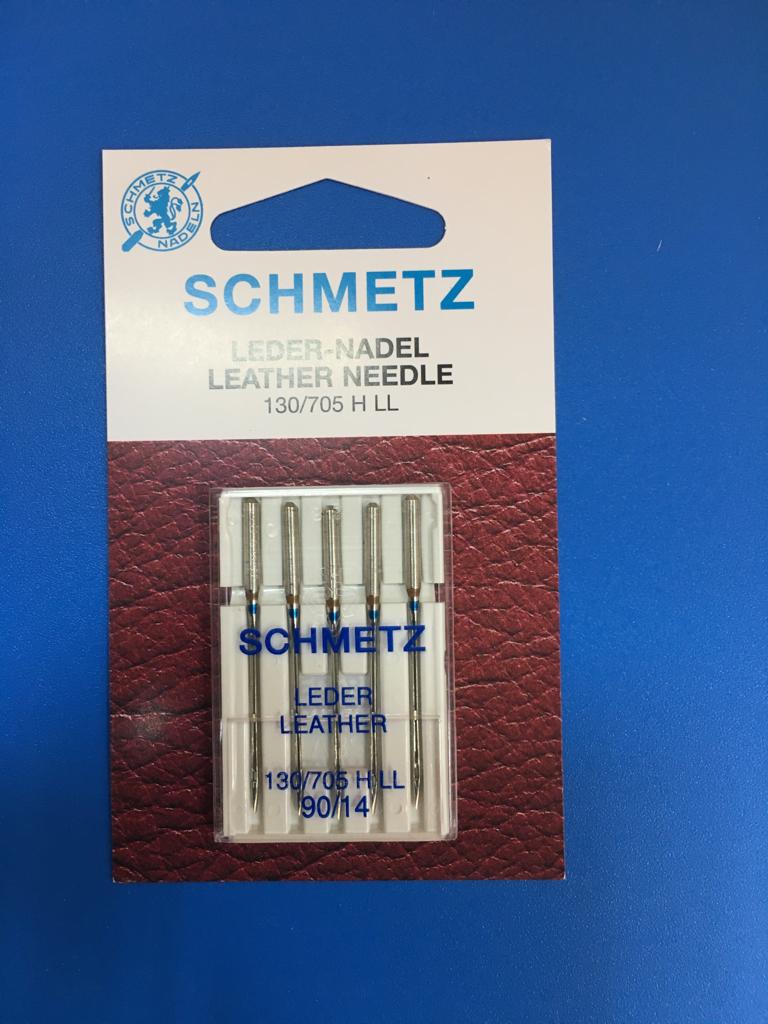 SCHMETZ
NADELN
SCHMETZ
LEDER-NADEL
LEATHER NEEDLE
130/705 H LL
SCHMETZ
LEDER
LEATHER
130/705 H LL
90/14